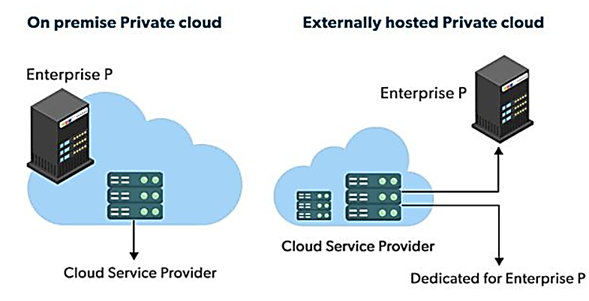 On premise Private cloud
Enterprise P
Cloud Service Provider
Externally hosted Private cloud
Enterprise P
Cloud Service Provider
Dedicated for Enterprise P